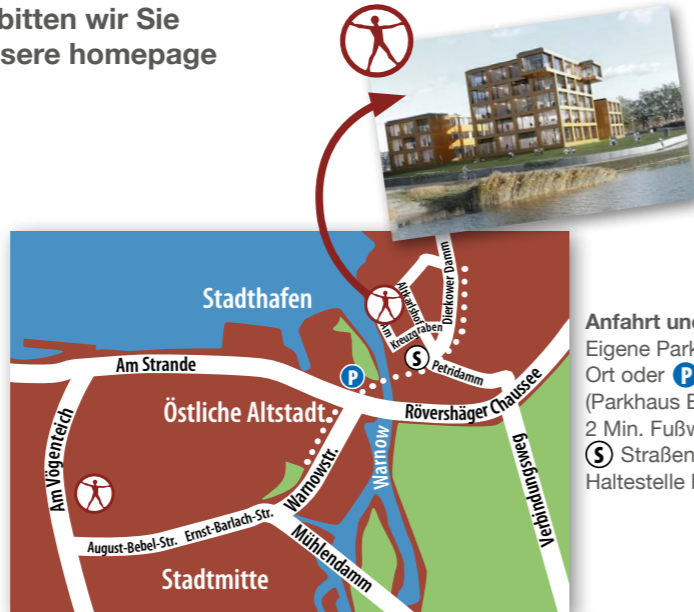 bitten wir Sie
sere homepage
Stadthafen
Am Strande
Östliche Altstadt
Am Vögenteich
August-Bebel-Str. Ernst-Barlach-Str.
Warnowstr.
Warnow
Mühlendamm
Stadtmitte
P
S
Am
Kreuzgraben
Altkarlshof
Dierkower Damm
Petridamm
Rövershäger Chaussee
Verbindungsweg
Anfahrt un
Eigene Park
Ort oder P
(Parkhaus
2 Min. Fußw
S Straßen
Haltestelle